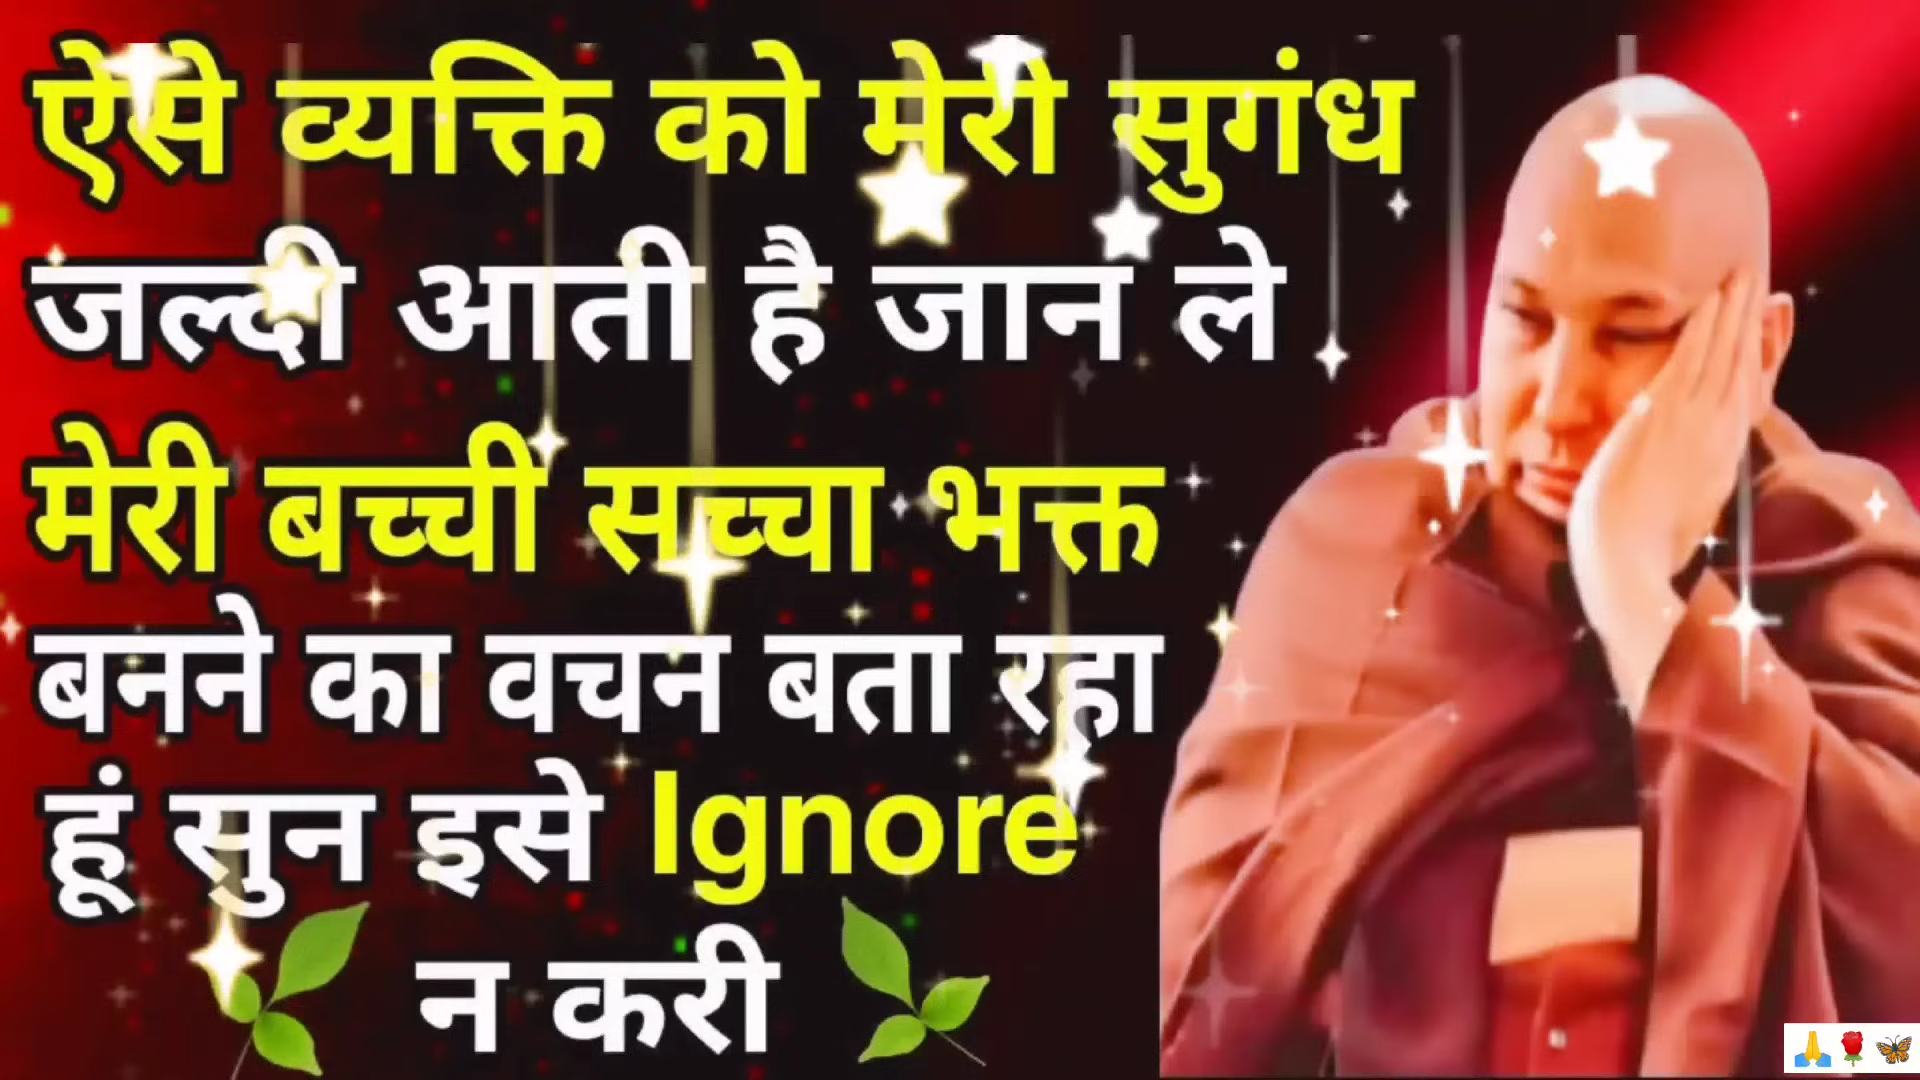 ऐसे व्यक्ति को मेरी सुगंध
जल्दी आती है जान ले
मेरी बच्ची सच्चा भक्त
बनने का वचन बता रहा
हूं सुन इसे Ignore
न करी